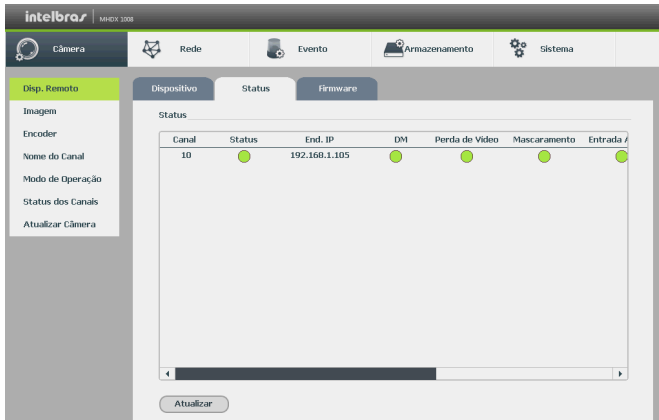 intelbras MHDX 1008
Câmera Rede Evento Armazenamento Sistema
Disp. Remoto
Imagem
Encoder
Nome do Canal
Modo de Operação
Status dos Canais
Atualizar Câmera
Dispositivo Status Firmware
Status
Canal Status End. IP DM Perda de Vídeo Mascaramento Entrada A
10 192.168.1.105
Atualizar